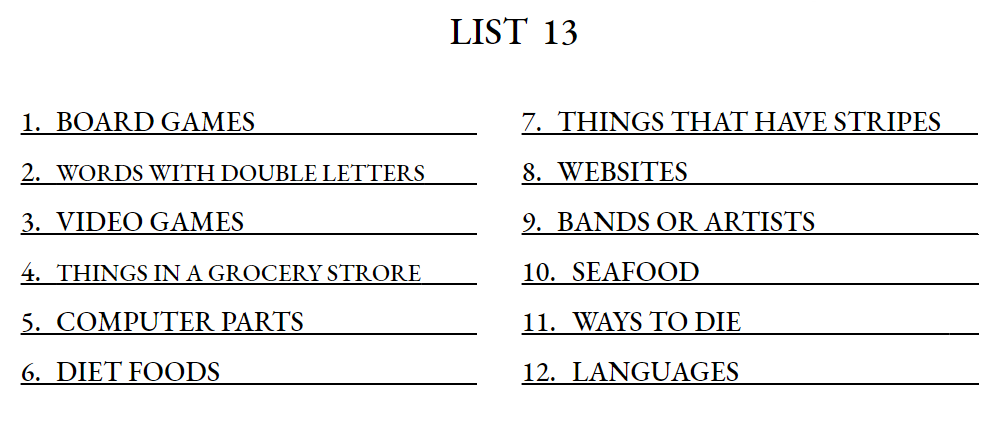 LIST 13
1. BOARD GAMES
2. WORDS WITH DOUBLE LETTERS
3. VIDEO GAMES
4. THINGS IN A GROCERY STRORE
5. COMPUTER PARTS
6. DIET FOODS
7. THINGS THAT HAVE STRIPES
8. WEBSITES
9. BANDS OR ARTISTS
10. SEAFOOD
11. WAYS TO DIE
12. LANGUAGES